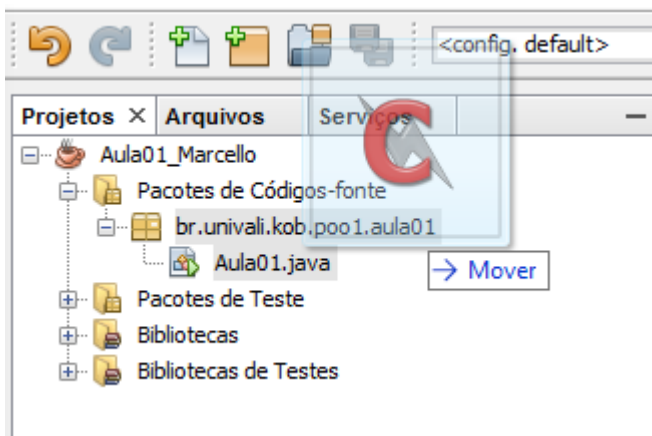 <config. default>
Projetos Arquivos Serviços
Aula01_Marcello
Pacotes de Códigos-fonte
br.univali.kob.poo1.aula01
Aula01.java
Mover
Pacotes de Teste
Bibliotecas
Bibliotecas de Testes